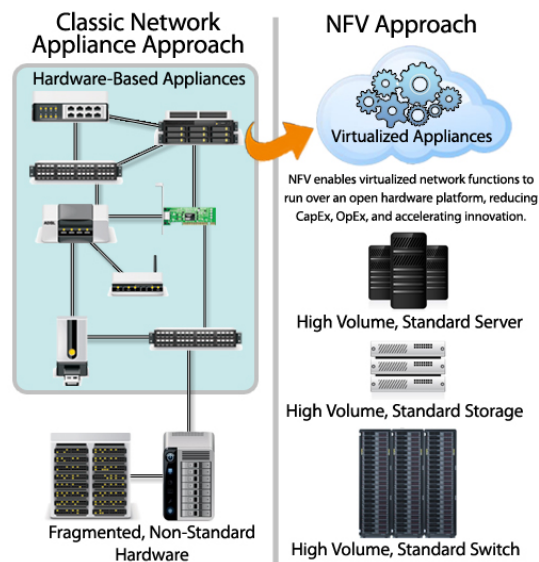 Classic Network
Appliance Approach
Hardware-Based Appliances
Fragmented, Non-Standard
Hardware
NFV Approach
Virtualized Appliances
NFV enables virtualized network functions to
run over an open hardware platform, reducing
CapEx, OpEx, and accelerating innovation.
High Volume, Standard Server
High Volume, Standard Storage
High Volume, Standard Switch